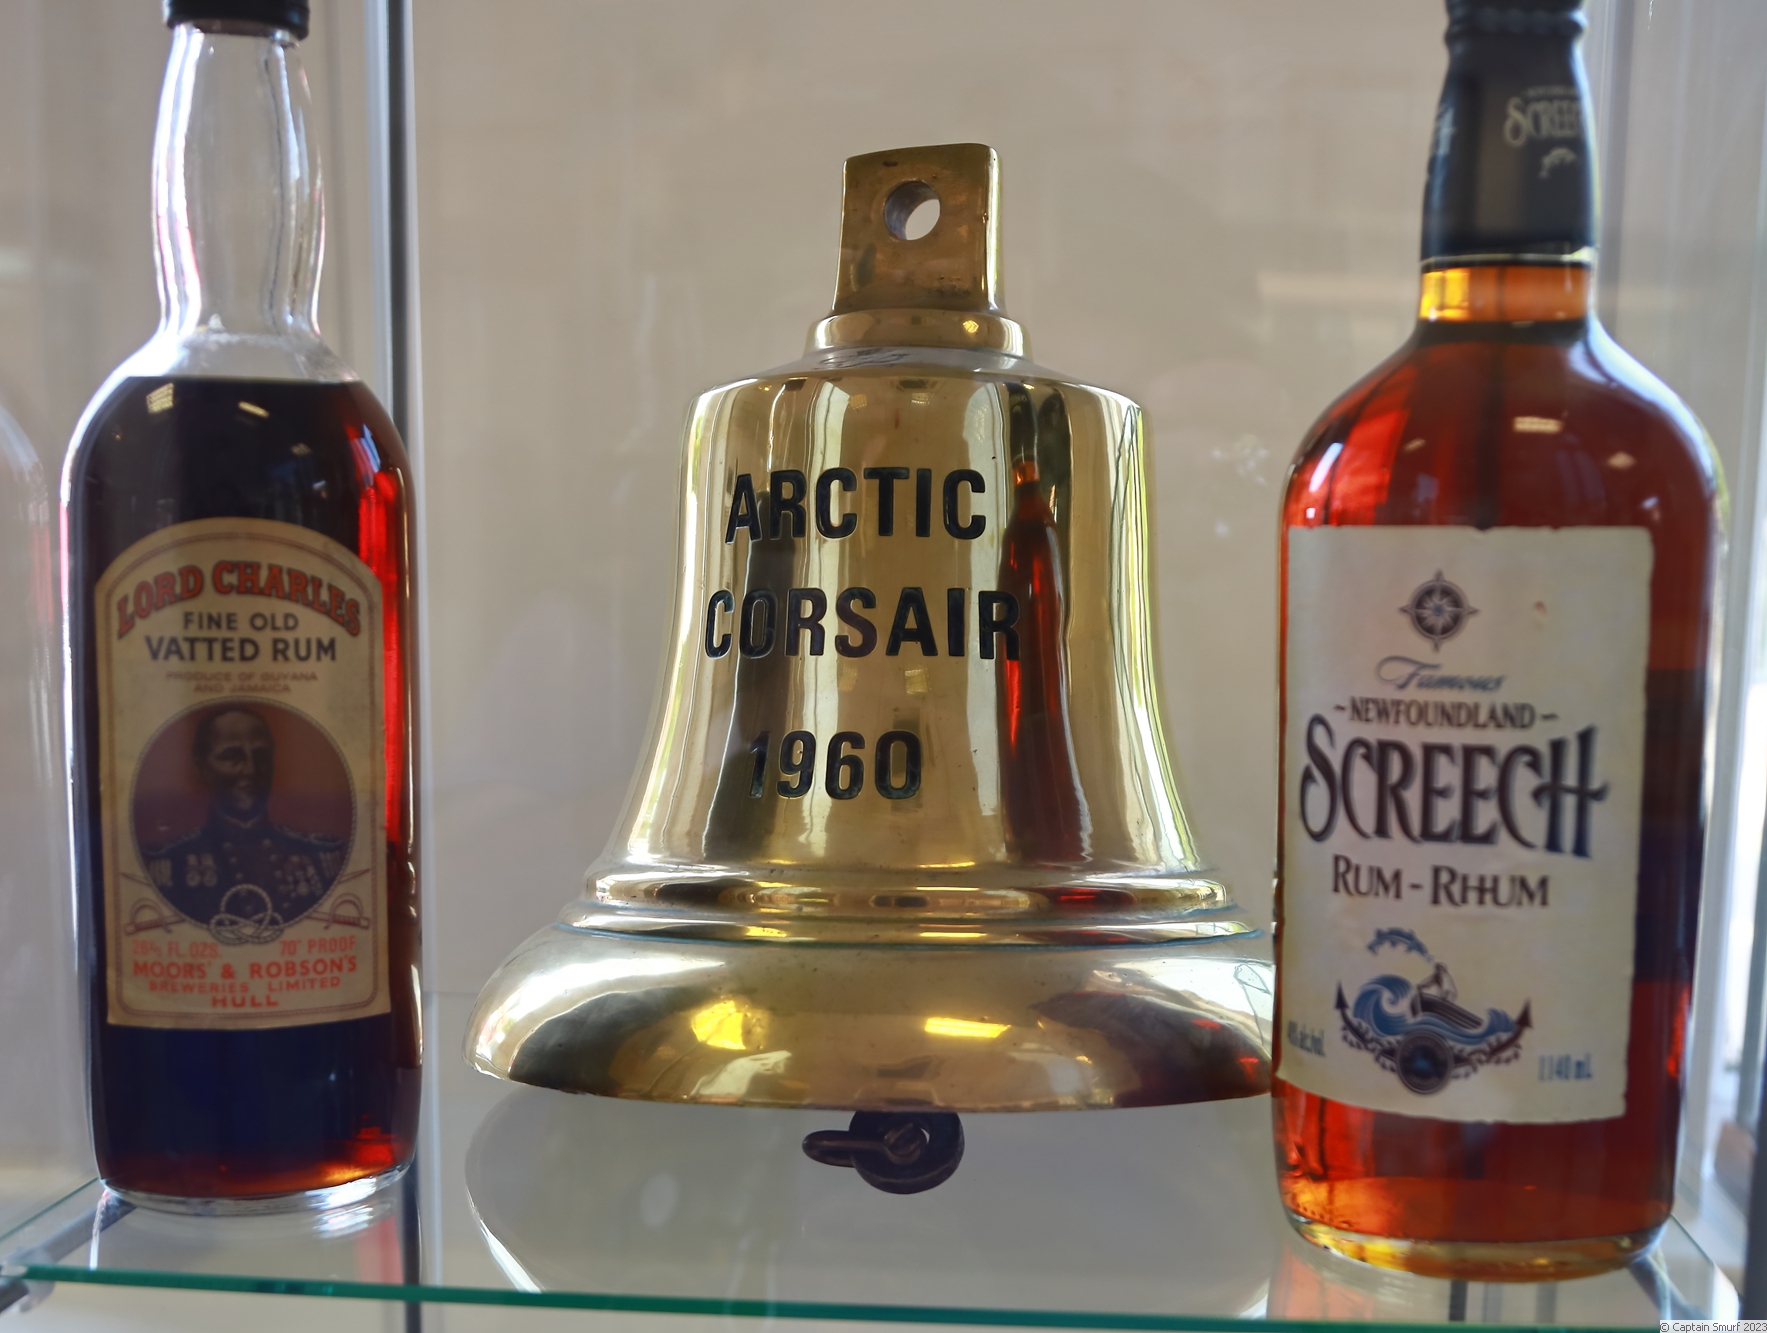 LORD CHARLES
FINE OLD
VATTED RUM
PRODUCE OF GUYANA
AND JAMAICA
26⅔ FL. OZS. 70° PROOF
MOORS' & ROBSON'S
BREWERIES LIMITED
HULL
ARCTIC
CORSAIR
1960
SCREECH
Famous
~NEWFOUNDLAND~
SCREECH
RUM-RHUM
1140 mL
© Captain Smurf 2023